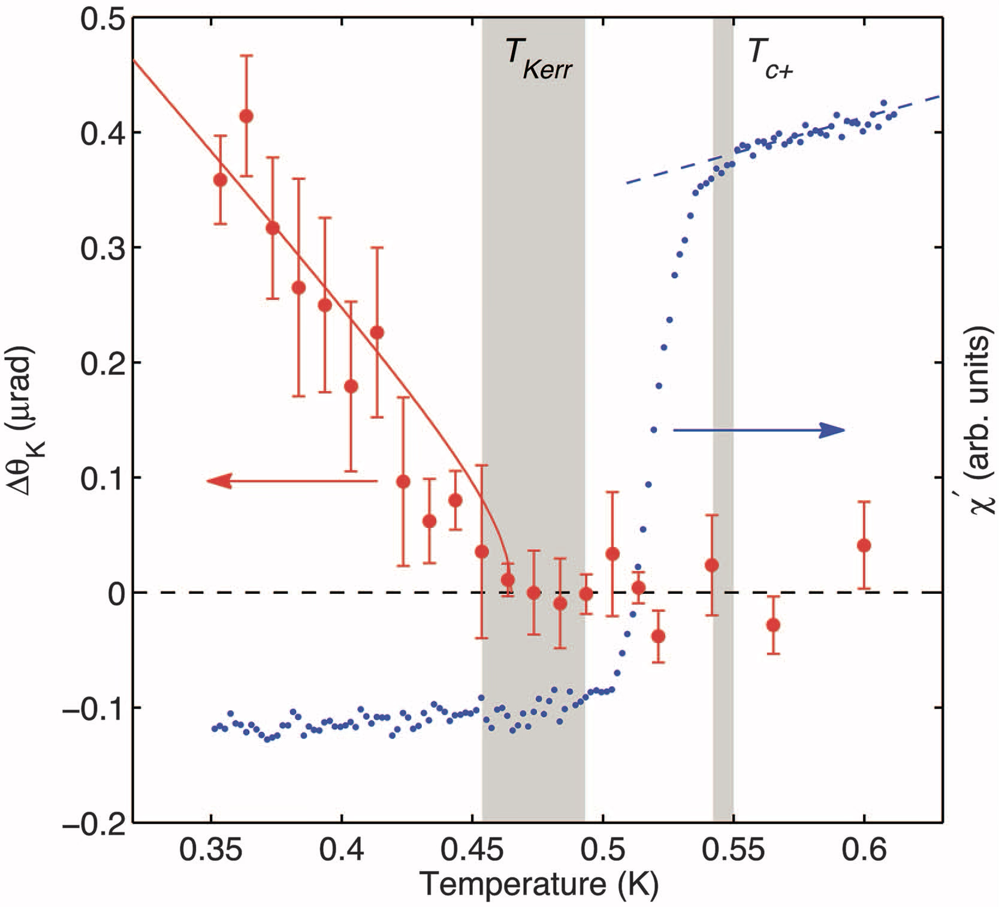 0.5
0.4
0.3
0.2
0.1
0
−0.1
−0.2
ΔθK (μrad)
TKerr
Tc+
χ′ (arb. units)
0.35 0.4 0.45 0.5 0.55 0.6
Temperature (K)